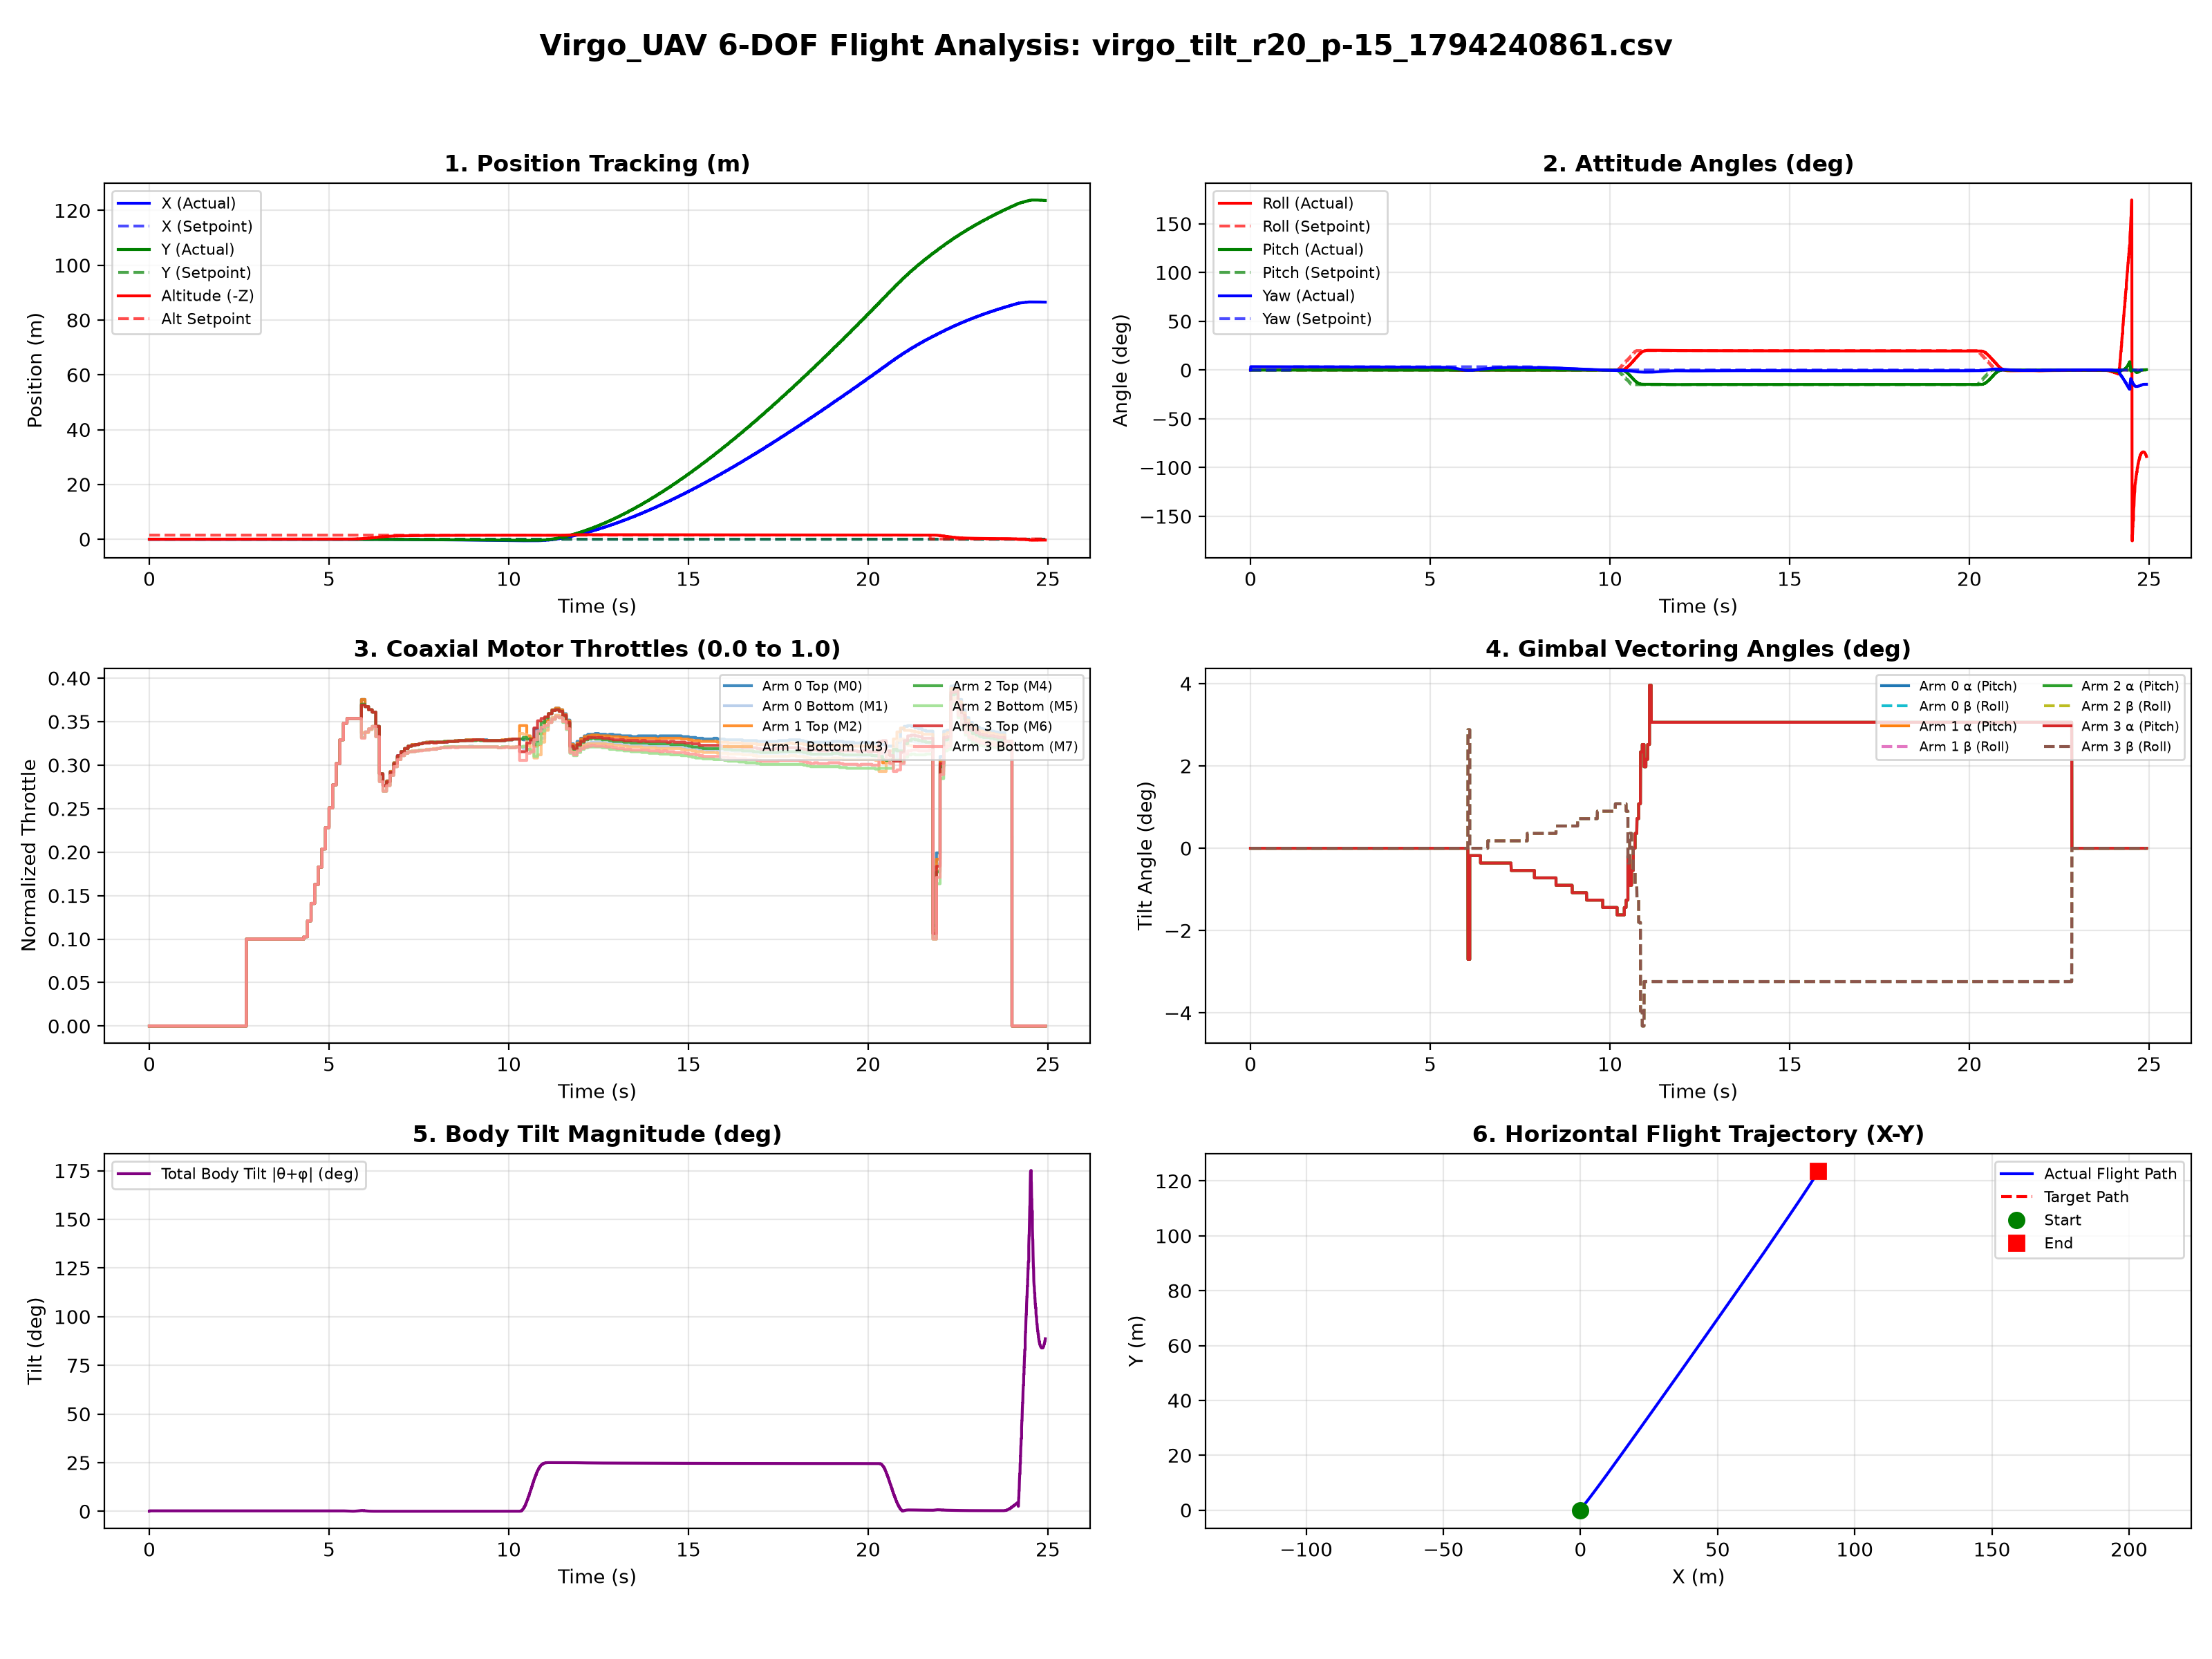 Virgo_UAV 6-DOF Flight Analysis: virgo_tilt_r20_p-15_1794240861.csv
1. Position Tracking (m)
X (Actual)
X (Setpoint)
Y (Actual)
Y (Setpoint)
Altitude (-Z)
Alt Setpoint
Position (m)
120
100
80
60
40
20
0
0 5 10 15 20 25
Time (s)
2. Attitude Angles (deg)
Roll (Actual)
Roll (Setpoint)
Pitch (Actual)
Pitch (Setpoint)
Yaw (Actual)
Yaw (Setpoint)
Angle (deg)
150
100
50
0
−50
−100
−150
0 5 10 15 20 25
Time (s)
3. Coaxial Motor Throttles (0.0 to 1.0)
Arm 0 Top (M0) Arm 2 Top (M4)
Arm 0 Bottom (M1) Arm 2 Bottom (M5)
Arm 1 Top (M2) Arm 3 Top (M6)
Arm 1 Bottom (M3) Arm 3 Bottom (M7)
Normalized Throttle
0.40
0.35
0.30
0.25
0.20
0.15
0.10
0.05
0.00
0 5 10 15 20 25
Time (s)
4. Gimbal Vectoring Angles (deg)
Arm 0 α (Pitch) Arm 2 α (Pitch)
Arm 0 β (Roll) Arm 2 β (Roll)
Arm 1 α (Pitch) Arm 3 α (Pitch)
Arm 1 β (Roll) Arm 3 β (Roll)
Tilt Angle (deg)
4
2
0
−2
−4
0 5 10 15 20 25
Time (s)
5. Body Tilt Magnitude (deg)
Total Body Tilt |θ+φ| (deg)
Tilt (deg)
175
150
125
100
75
50
25
0
0 5 10 15 20 25
Time (s)
6. Horizontal Flight Trajectory (X-Y)
Actual Flight Path
Target Path
Start
End
Y (m)
120
100
80
60
40
20
0
−100 −50 0 50 100 150 200
X (m)